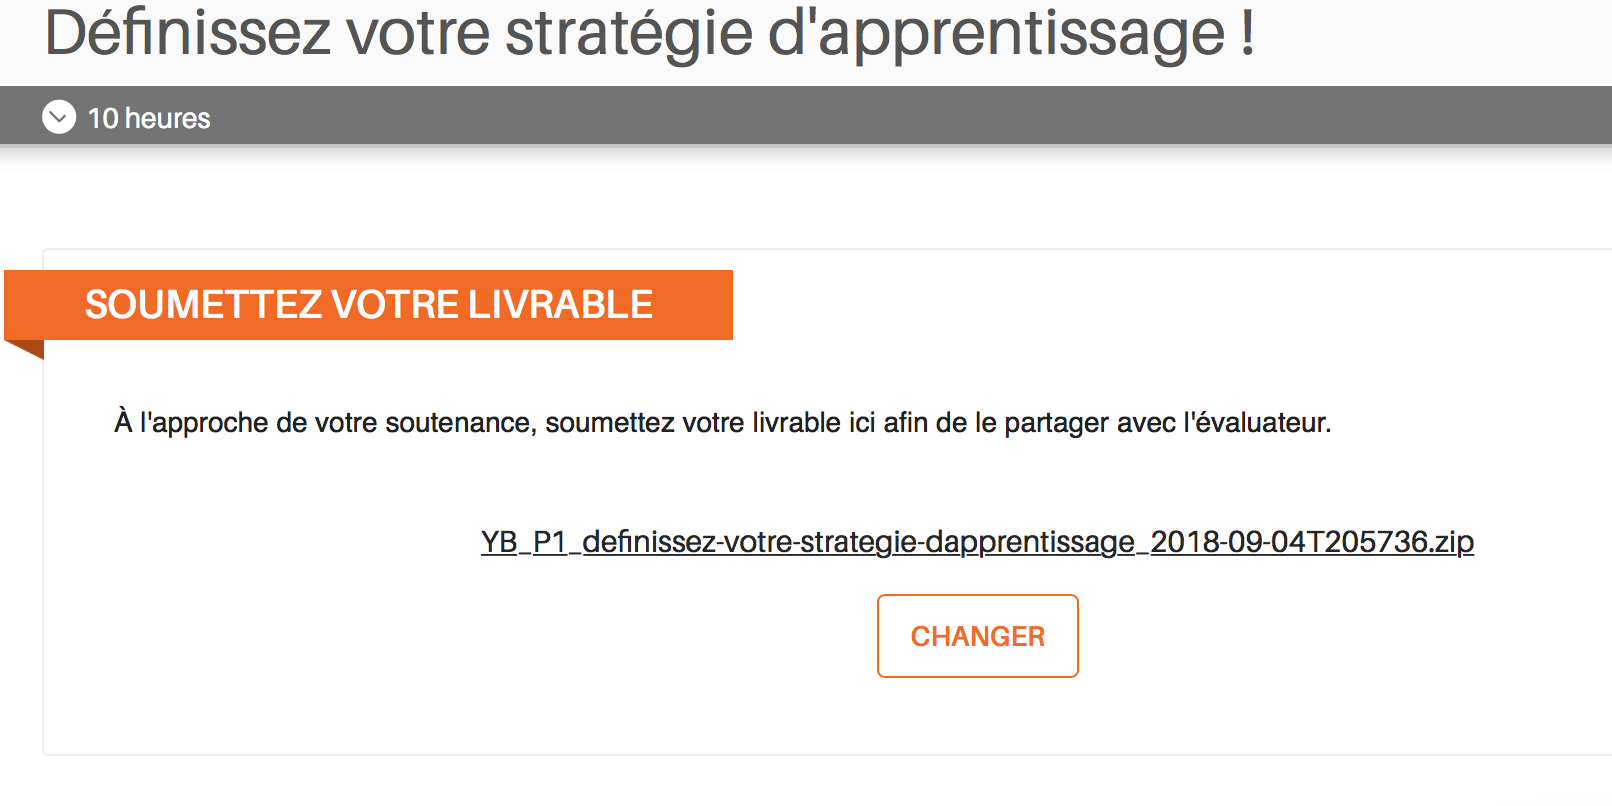 Définissez votre stratégie d'apprentissage !
10 heures
SOUMETTEZ VOTRE LIVRABLE
À l'approche de votre soutenance, soumettez votre livrable ici afin de le partager avec l'évaluateur.
YB_P1_definissez-votre-strategie-dapprentissage_2018-09-04T205736.zip
CHANGER